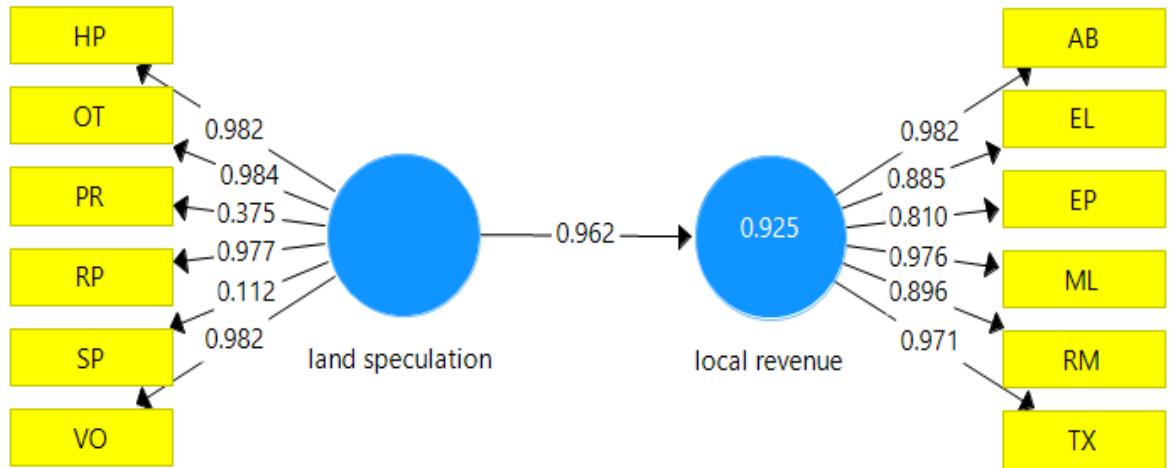 HP
OT
PR
RP
SP
VO
0.982
0.984
0.375
0.977
0.112
0.982
land speculation
0.962
0.925
local revenue
0.982
0.885
0.810
0.976
0.896
0.971
AB
EL
EP
ML
RM
TX